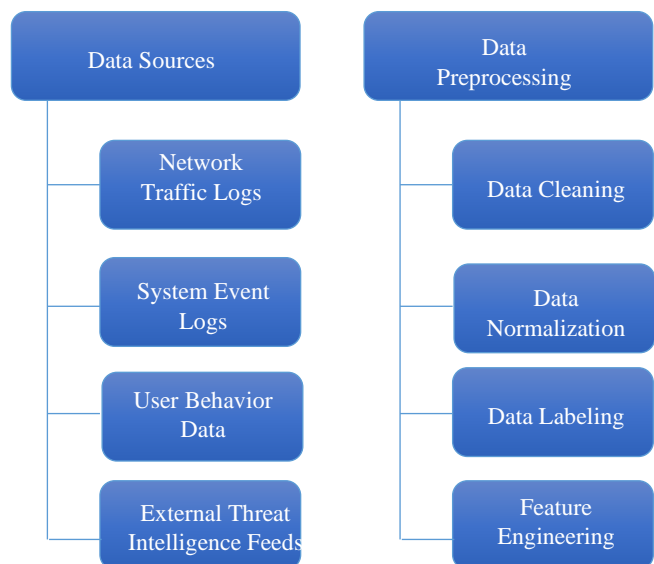 Data Sources
Network
Traffic Logs
System Event
Logs
User Behavior
Data
External Threat
Intelligence Feeds
Data
Preprocessing
Data Cleaning
Data
Normalization
Data Labeling
Feature
Engineering